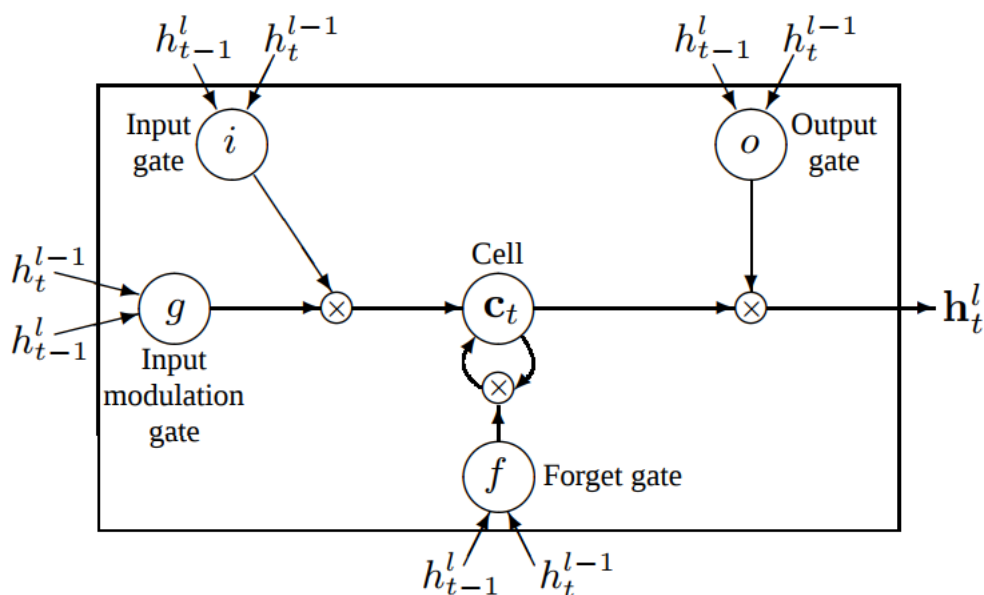 h_{t-1}^l h_t^{l-1}
h_{t-1}^l h_t^{l-1}
Input
gate
i
o
Output
gate
h_t^{l-1}
h_{t-1}^l
g
×
Cell
c_t
×
h_t^l
Input
modulation
gate
×
f
Forget gate
h_{t-1}^l h_t^{l-1}